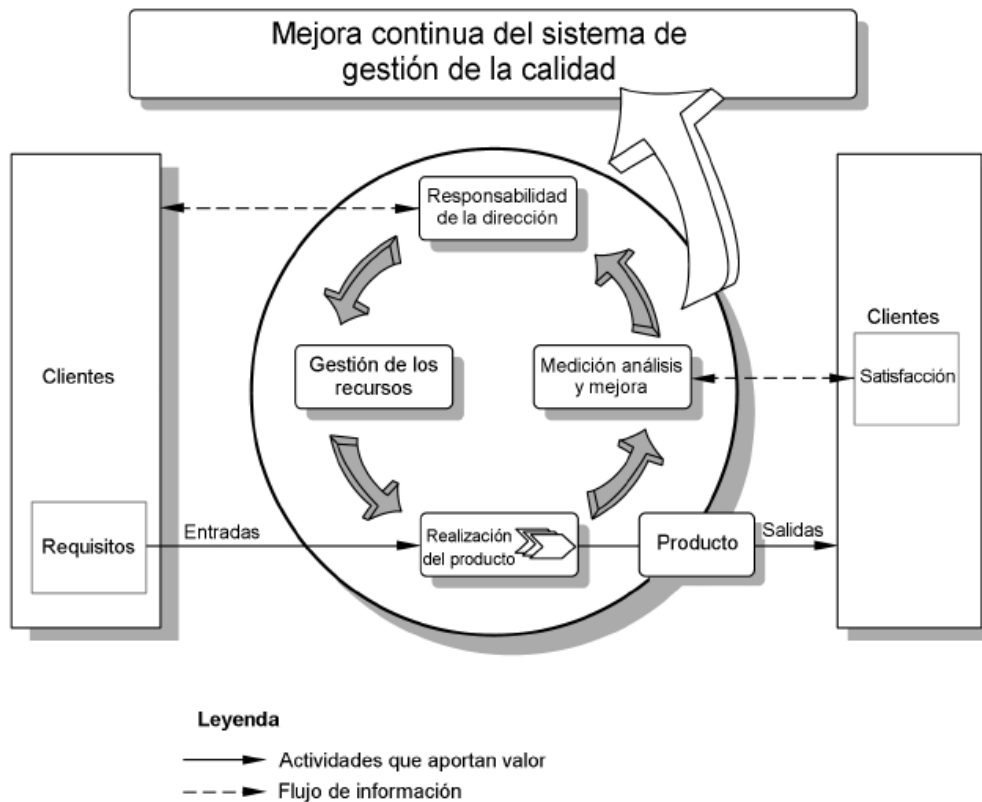 Mejora continua del sistema de
gestión de la calidad
Responsabilidad
de la dirección
Clientes
Gestión de los
recursos
Medición análisis
y mejora
Clientes
Satisfacción
Requisitos
Entradas
Realización
del producto
Producto
Salidas
Leyenda
Actividades que aportan valor
Flujo de información